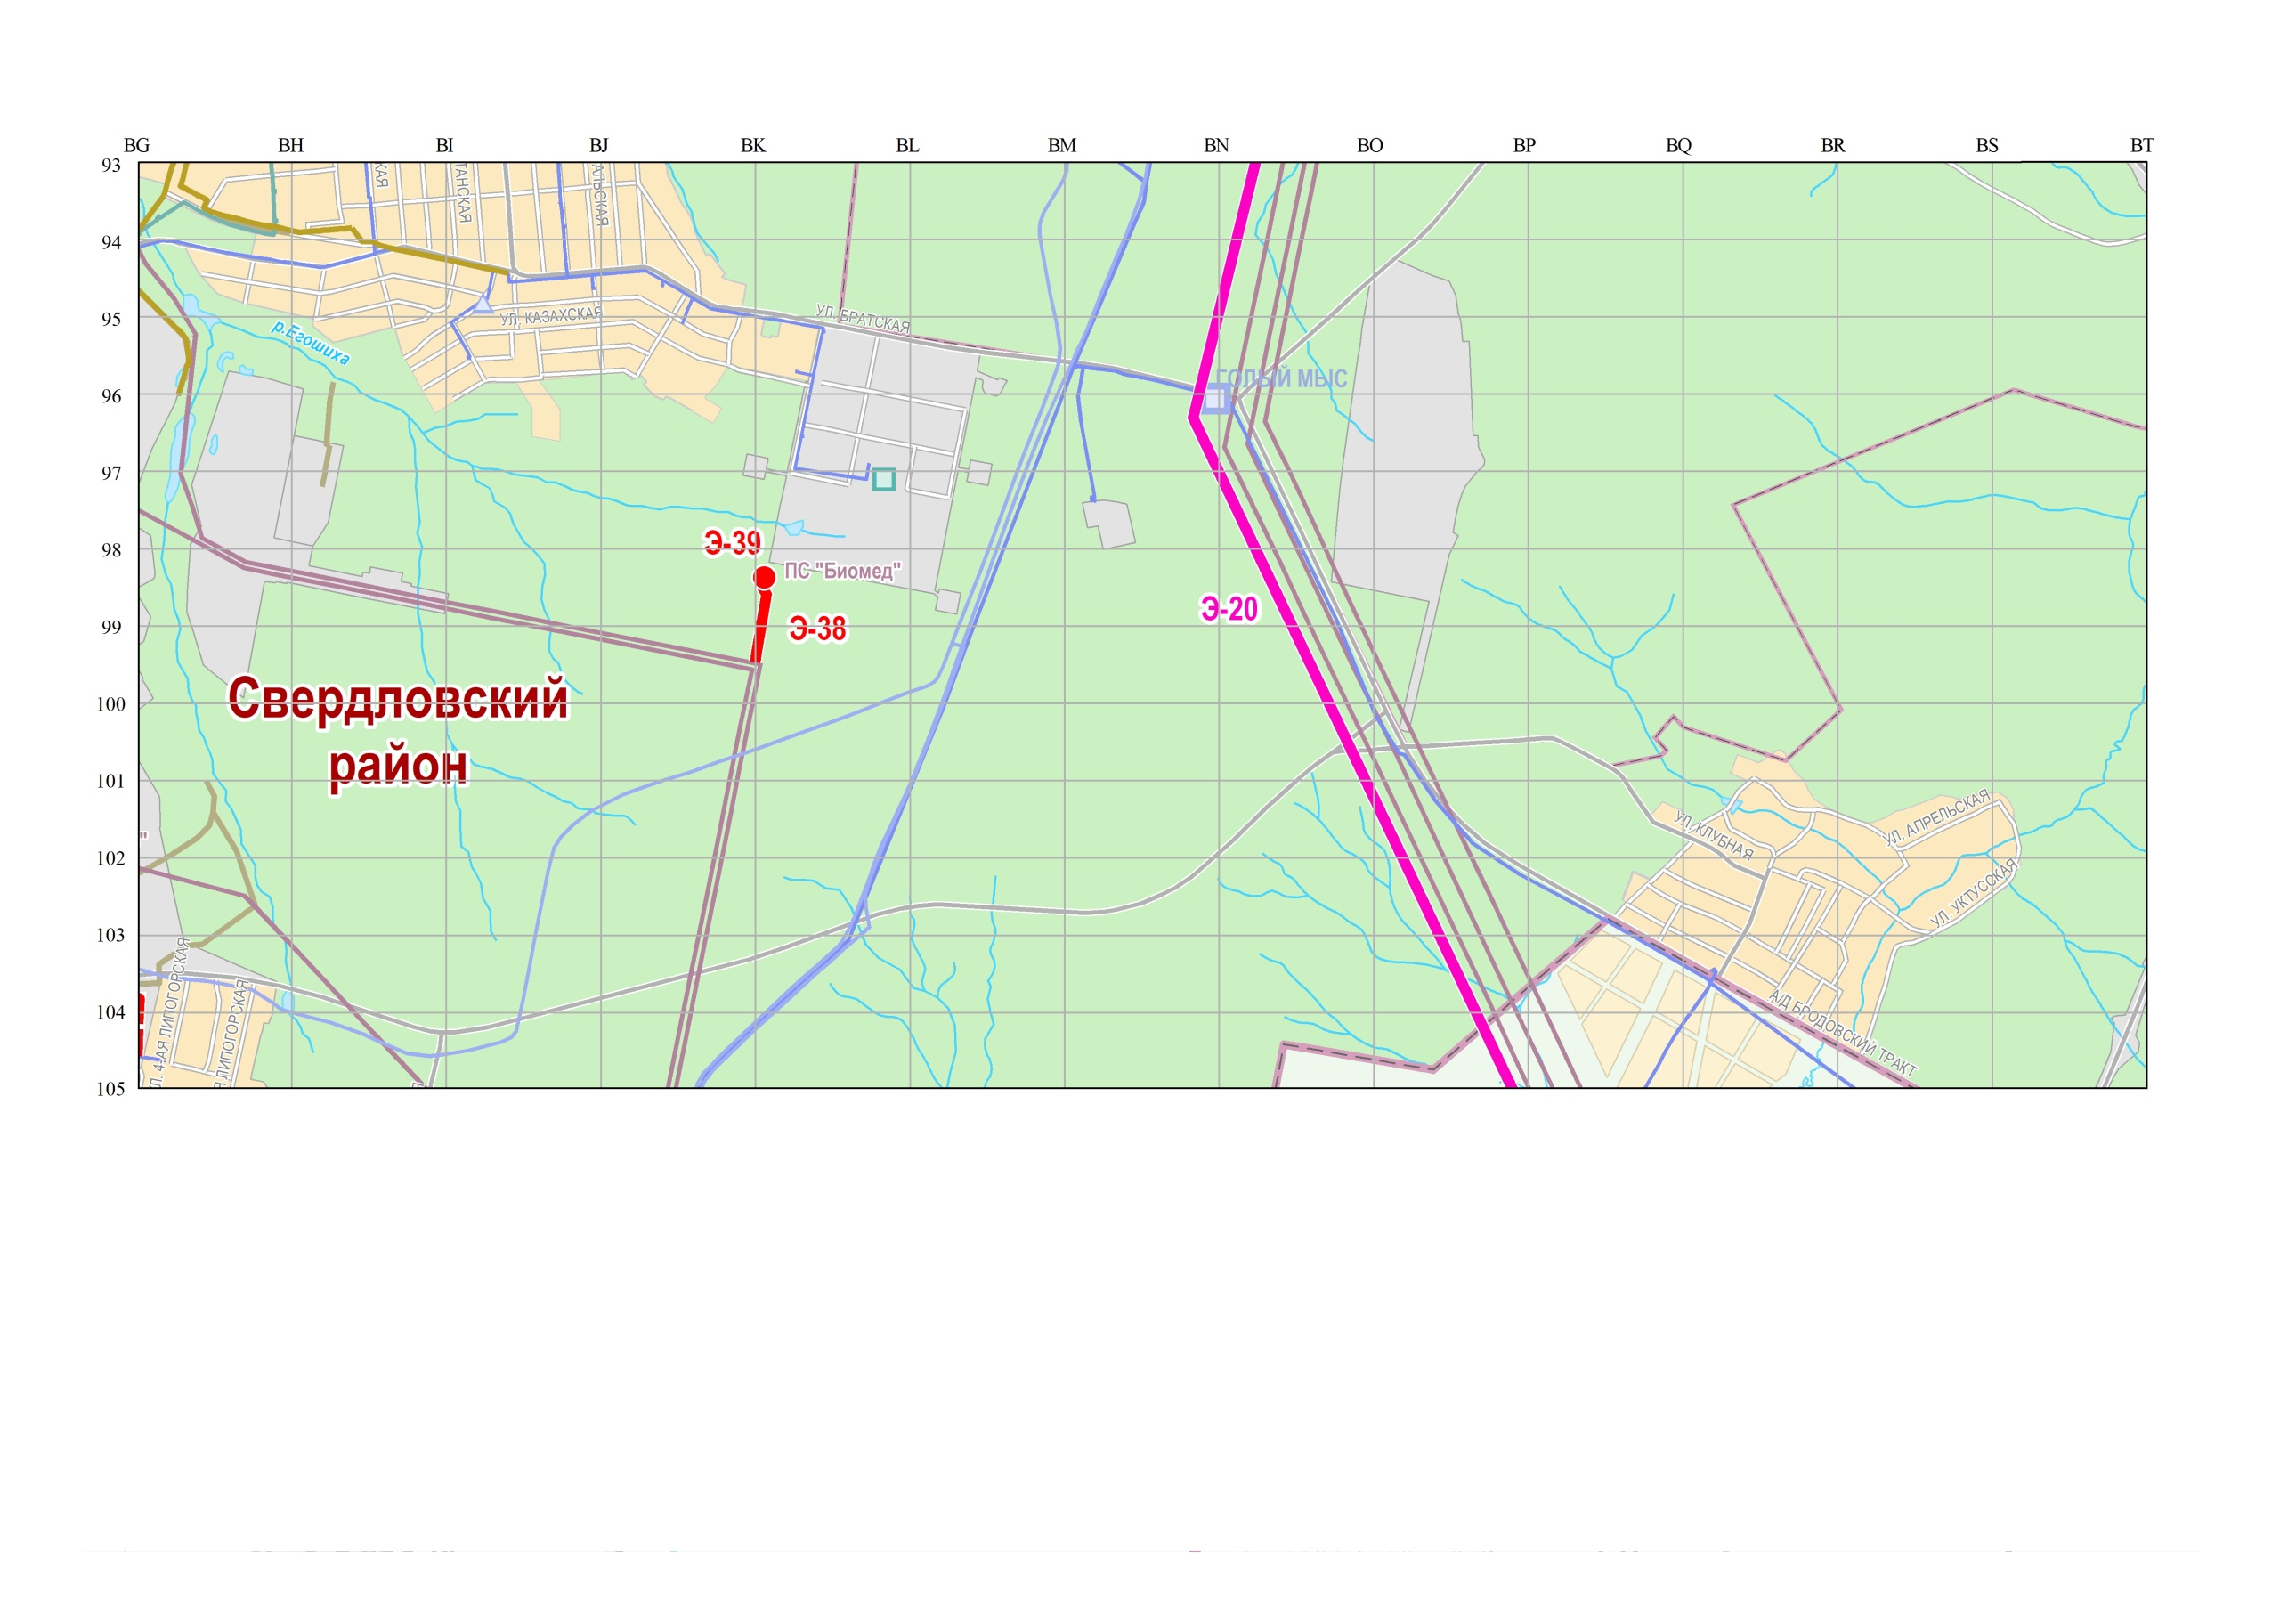 BG BH BI BJ BK BL BM BN BO BP BQ BR BS BT
93
94
95
96
97
98
99
100
101
102
103
104
105
УЛ. КАЗАХСКАЯ
УЛ. БРАТСКАЯ
р.Егошиха
ГОЛЫЙ МЫС
Э-39
ПС "Биомед"
Э-38
Э-20
Свердловский
район
УЛ. КЛУБНАЯ
УЛ. АПРЕЛЬСКАЯ
УЛ. УКТУССКАЯ
АД БРОДОВСКИЙ ТРАКТ
4-АЯ ЛИПОГОРСКАЯ
ЛИПОГОРСКАЯ